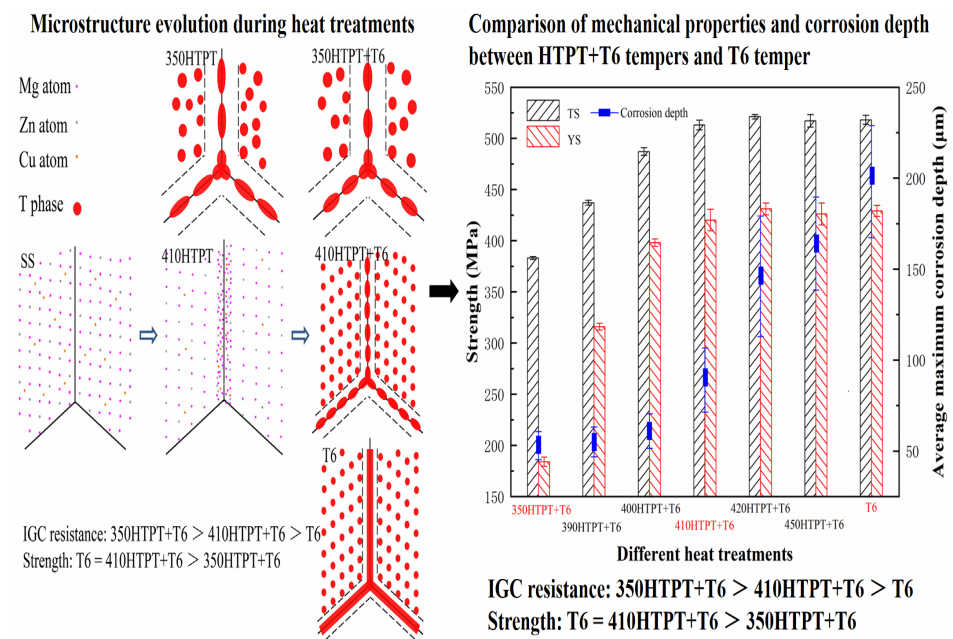 Microstructure evolution during heat treatments
350HTPT
350HTPT+T6
Mg atom
Zn atom
Cu atom
T phase
SS
410HTPT
410HTPT+T6
T6
IGC resistance: 350HTPT+T6 > 410HTPT+T6 > T6
Strength: T6 = 410HTPT+T6 > 350HTPT+T6
Comparison of mechanical properties and corrosion depth
between HTPT+T6 tempers and T6 temper
550
500
450
400
350
300
250
200
150
Strength (MPa)
TS
YS
Corrosion depth
250
200
150
100
50
Average maximum corrosion depth (μm)
350HTPT+T6
390HTPT+T6
400HTPT+T6
410HTPT+T6
420HTPT+T6
450HTPT+T6
T6
Different heat treatments
IGC resistance: 350HTPT+T6 > 410HTPT+T6 > T6
Strength: T6 = 410HTPT+T6 > 350HTPT+T6